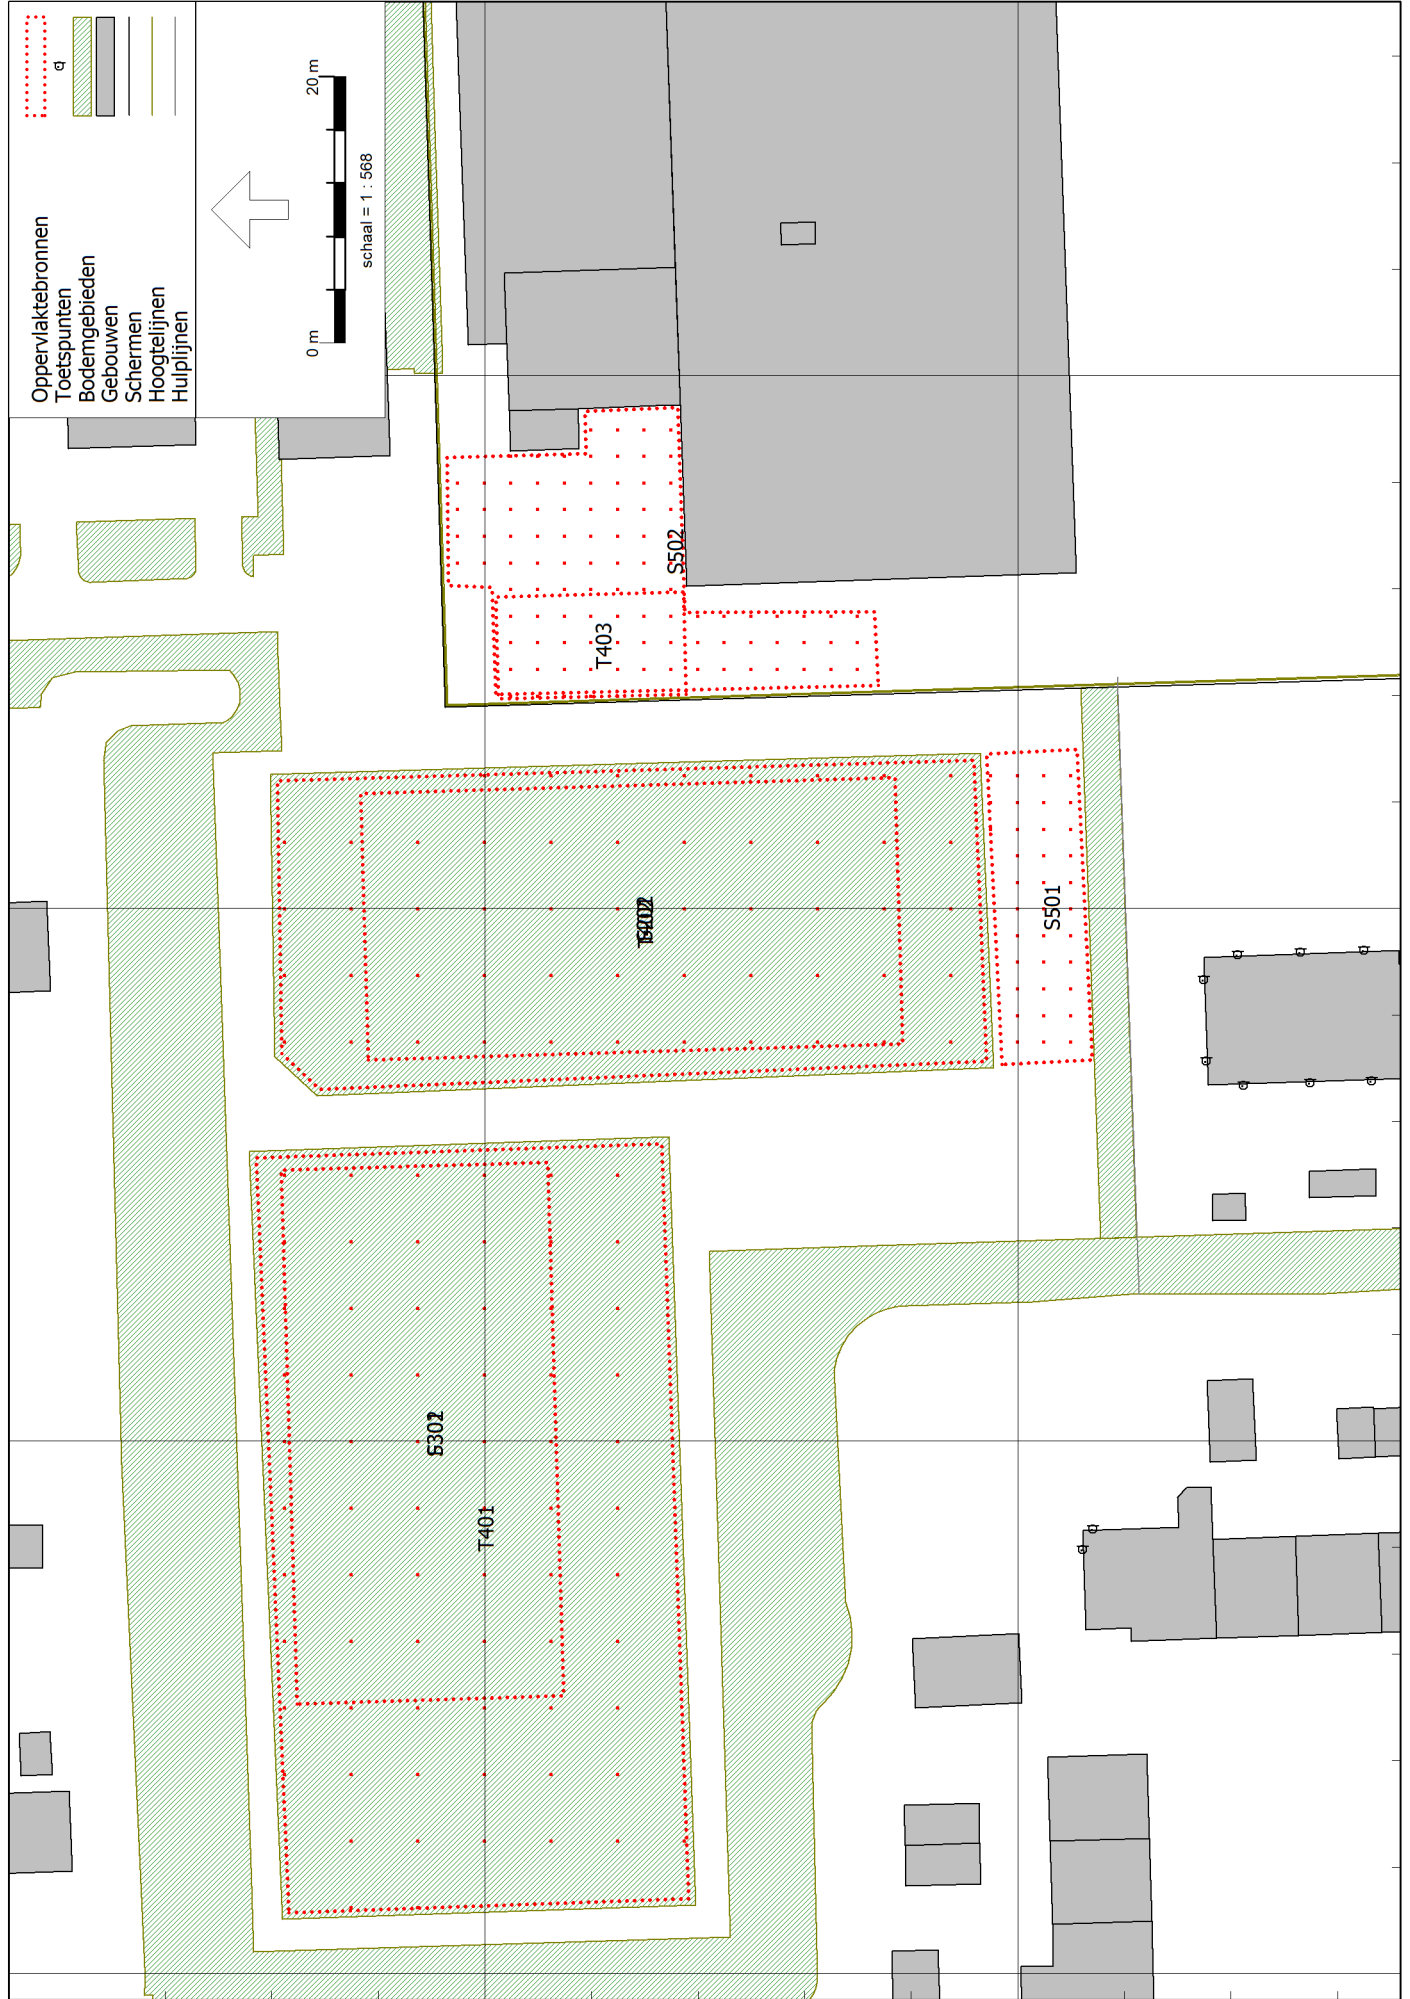 Oppervlaktebronnen
Toetspunten
Bodemgebieden
Gebouwen
Schermen
Hoogtelijnen
Hulplijnen
0 m
20 m
schaal = 1 : 568
S502
T403
S501
T401